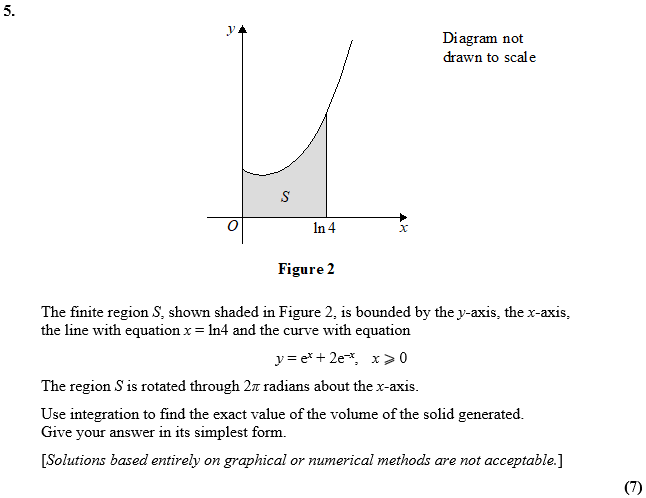 5.
y
Diagram not
drawn to scale
S
O
ln 4
x
Figure 2
The finite region S, shown shaded in Figure 2, is bounded by the y-axis, the x-axis,
the line with equation x = ln4 and the curve with equation
y = eˣ + 2e⁻ˣ, x ⩾ 0
The region S is rotated through 2π radians about the x-axis.
Use integration to find the exact value of the volume of the solid generated.
Give your answer in its simplest form.
[Solutions based entirely on graphical or numerical methods are not acceptable.]
(7)